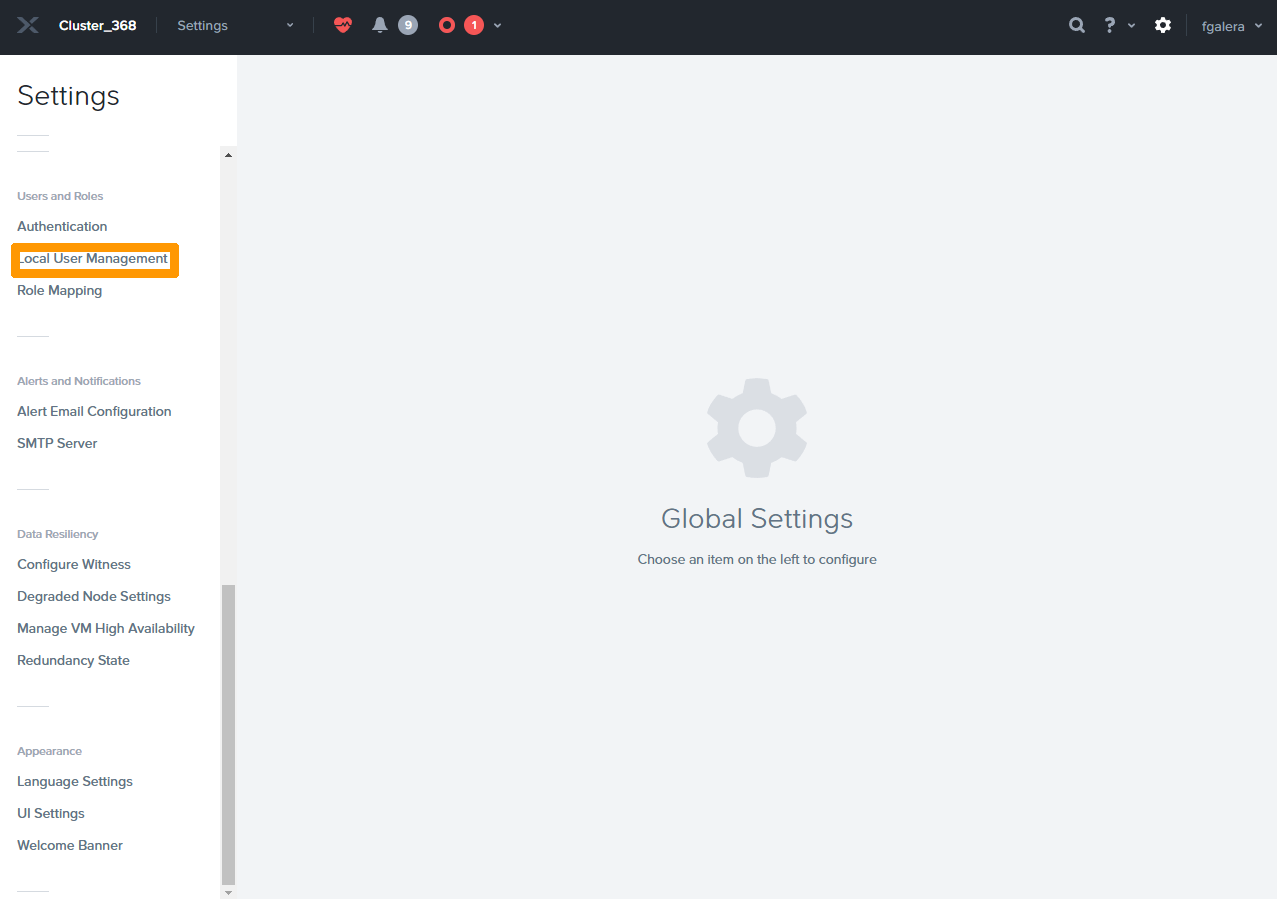 Cluster_368 Settings 9 1 ? fgalera
Settings
Users and Roles
Authentication
Local User Management
Role Mapping
Alerts and Notifications
Alert Email Configuration
SMTP Server
Data Resiliency
Configure Witness
Degraded Node Settings
Manage VM High Availability
Redundancy State
Appearance
Language Settings
UI Settings
Welcome Banner
Global Settings
Choose an item on the left to configure